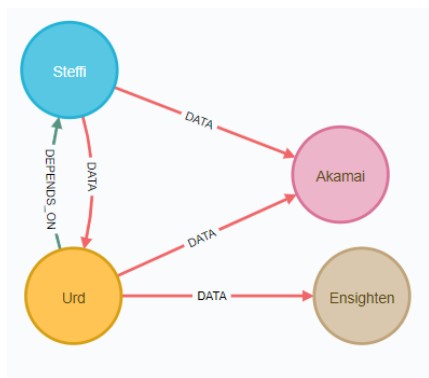 Steffi
DATA
DEPENDS_ON
DATA
Akamai
DATA
Urd
DATA
Ensighten